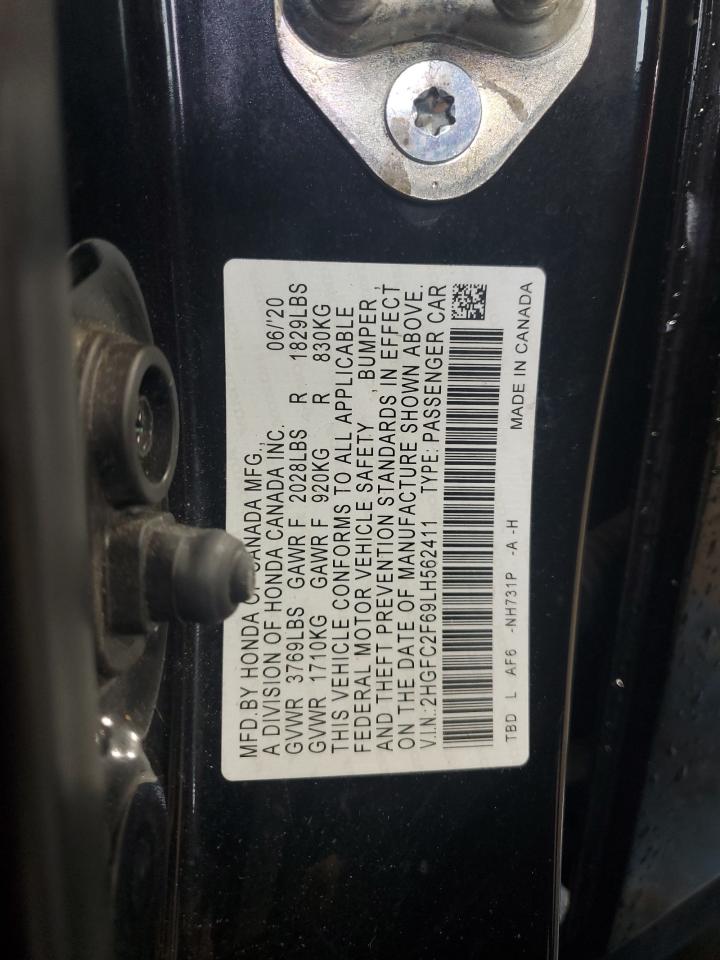 MFD.BY HONDA CANADA MFG.,
A DIVISION OF HONDA CANADA INC. 06/'20
GVWR 3769LBS GAWR F 2028LBS R 1829LBS
GVWR 1710KG GAWR F 920KG R 830KG
THIS VEHICLE CONFORMS TO ALL APPLICABLE
FEDERAL MOTOR VEHICLE SAFETY , BUMPER ,
AND THEFT PREVENTION STANDARDS IN EFFECT
ON THE DATE OF MANUFACTURE SHOWN ABOVE.
V.I.N.:2HGFC2F69LH562411 TYPE: PASSENGER CAR
TBD L AF6 -NH731P -A -H MADE IN CANADA